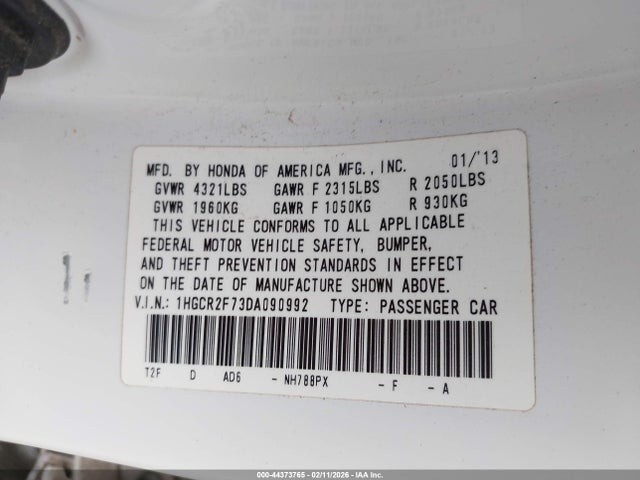 MFD. BY HONDA OF AMERICA MFG., INC. 01/'13
GVWR 4321LBS GAWR F 2315LBS R 2050LBS
GVWR 1960KG GAWR F 1050KG R 930KG
THIS VEHICLE CONFORMS TO ALL APPLICABLE
FEDERAL MOTOR VEHICLE SAFETY, BUMPER,
AND THEFT PREVENTION STANDARDS IN EFFECT
ON THE DATE OF MANUFACTURE SHOWN ABOVE.
V.I.N.: 1HGCR2F73DA090992 TYPE: PASSENGER CAR
T2F D AD6 - NH788PX - F - A
000-44373765 - 02/11/2026 - IAA Inc.